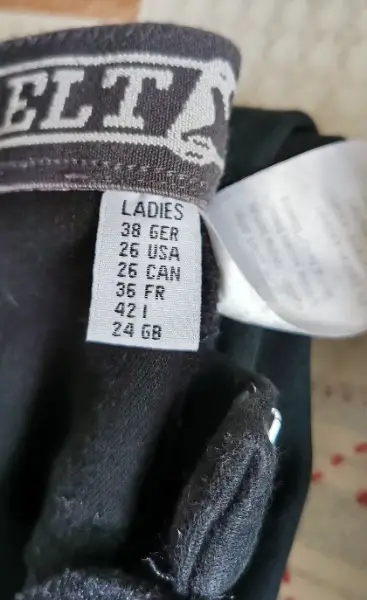 ELT
LADIES
38 GER
26 USA
26 CAN
36 FR
42 I
24 GB